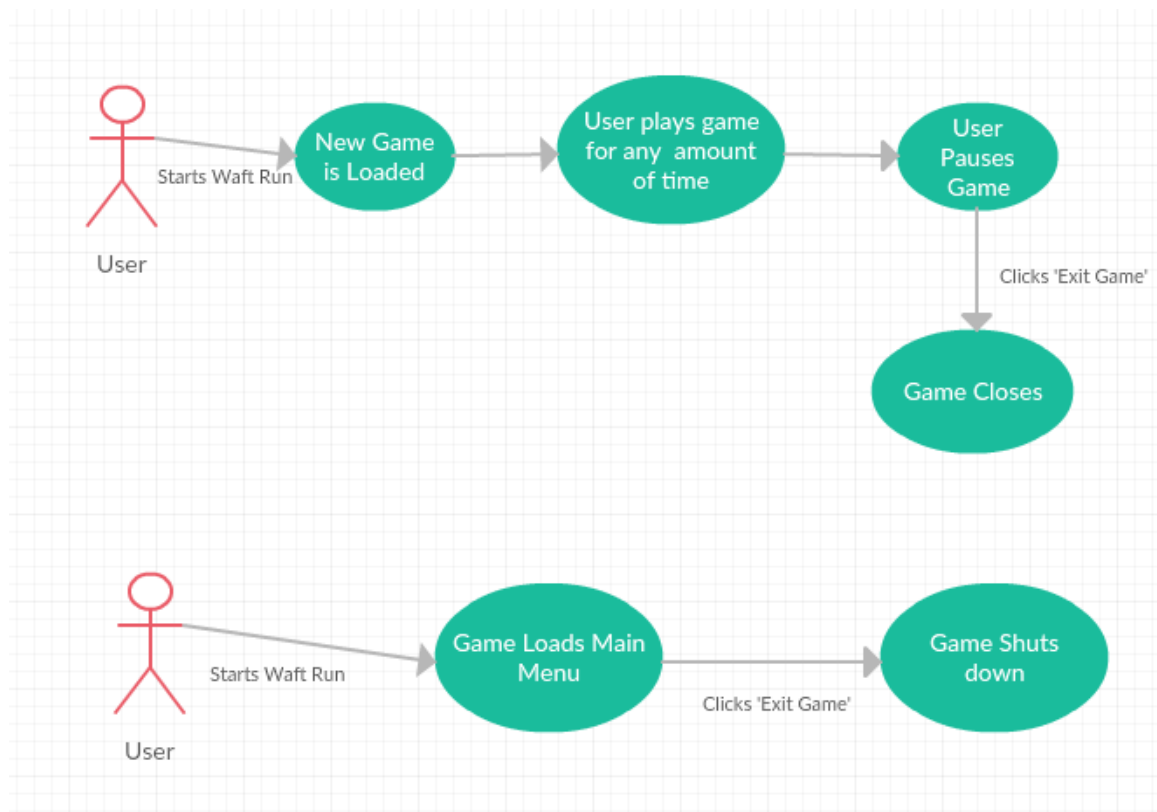 New Game
is Loaded
User plays game
for any amount
of time
User
Pauses
Game
Starts Waft Run
User
Clicks 'Exit Game'
Game Closes
Game Loads Main
Menu
Game Shuts
down
Starts Waft Run
Clicks 'Exit Game'
User